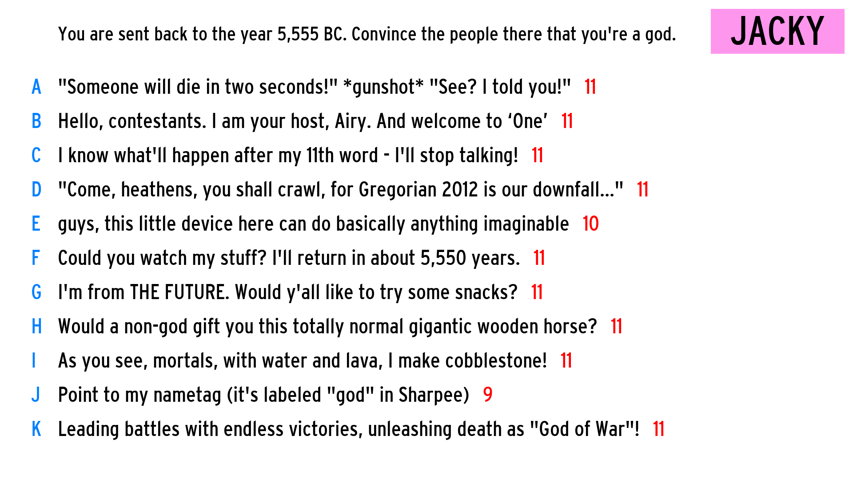 You are sent back to the year 5,555 BC. Convince the people there that you're a god.
JACKY
A "Someone will die in two seconds!" *gunshot* "See? I told you!" 11
B Hello, contestants. I am your host, Airy. And welcome to ‘One’ 11
C I know what'll happen after my 11th word - I'll stop talking! 11
D "Come, heathens, you shall crawl, for Gregorian 2012 is our downfall..." 11
E guys, this little device here can do basically anything imaginable 10
F Could you watch my stuff? I'll return in about 5,550 years. 11
G I'm from THE FUTURE. Would y'all like to try some snacks? 11
H Would a non-god gift you this totally normal gigantic wooden horse? 11
I As you see, mortals, with water and lava, I make cobblestone! 11
J Point to my nametag (it's labeled "god" in Sharpee) 9
K Leading battles with endless victories, unleashing death as "God of War"! 11